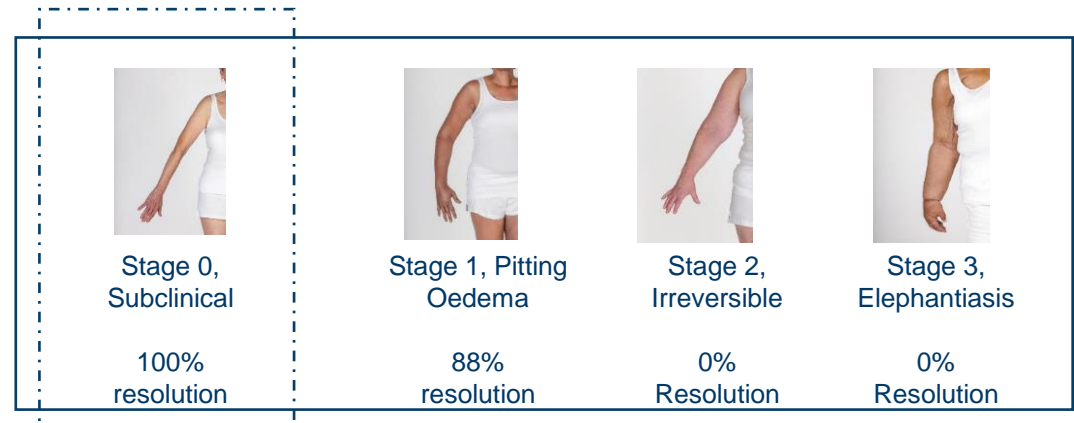 Stage 0,
Subclinical
100%
resolution
Stage 1, Pitting
Oedema
88%
resolution
Stage 2,
Irreversible
0%
Resolution
Stage 3,
Elephantiasis
0%
Resolution